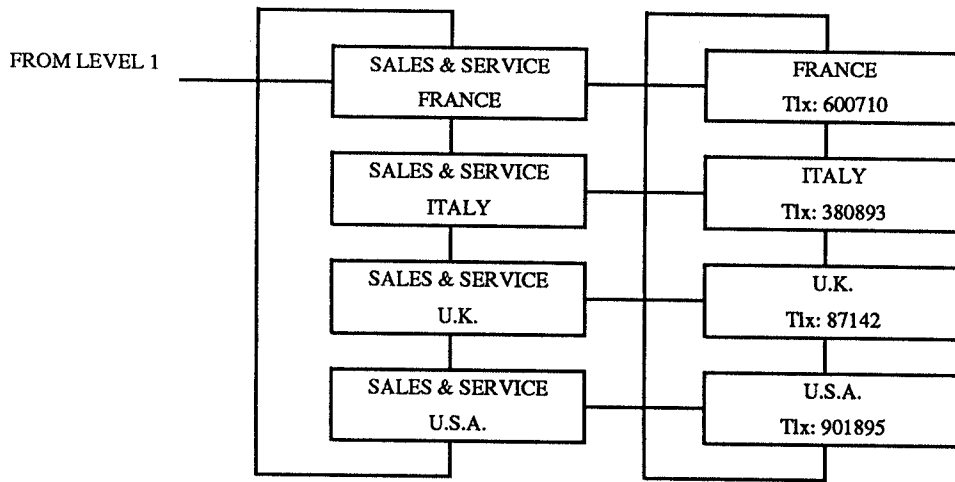 FROM LEVEL 1
SALES & SERVICE
FRANCE
FRANCE
Tlx: 600710
SALES & SERVICE
ITALY
ITALY
Tlx: 380893
SALES & SERVICE
U.K.
U.K.
Tlx: 87142
SALES & SERVICE
U.S.A.
U.S.A.
Tlx: 901895